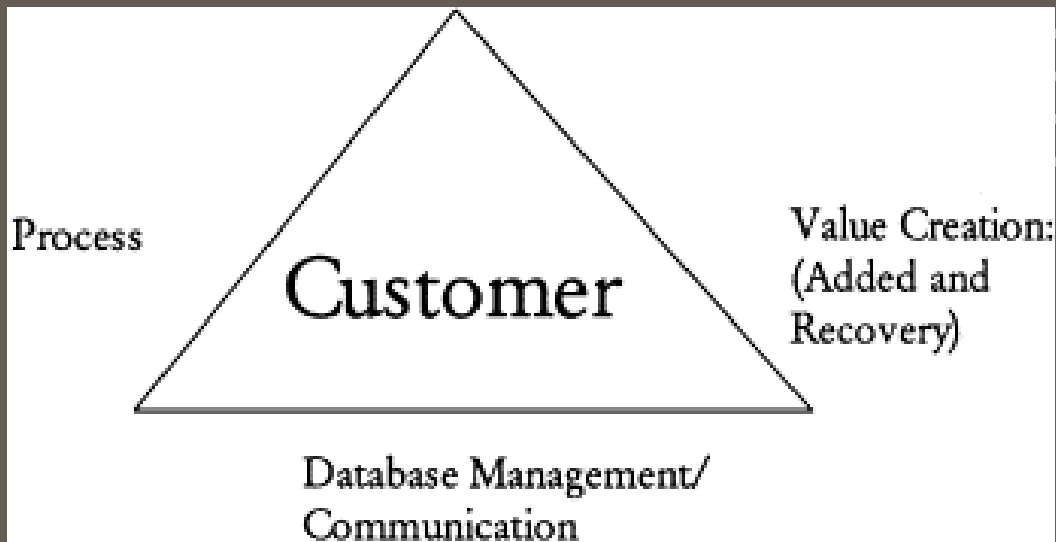 Process
Customer
Value Creation:
(Added and
Recovery)
Database Management/
Communication